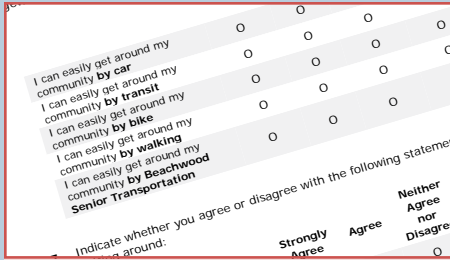 I can easily get around my
community by car
I can easily get around my
community by transit
I can easily get around my
community by bike
I can easily get around my
community by walking
I can easily get around my
community by Beachwood
Senior Transportation
Indicate whether you agree or disagree with the following
around:
Strongly
Agree
Agree
Neither
Agree
nor